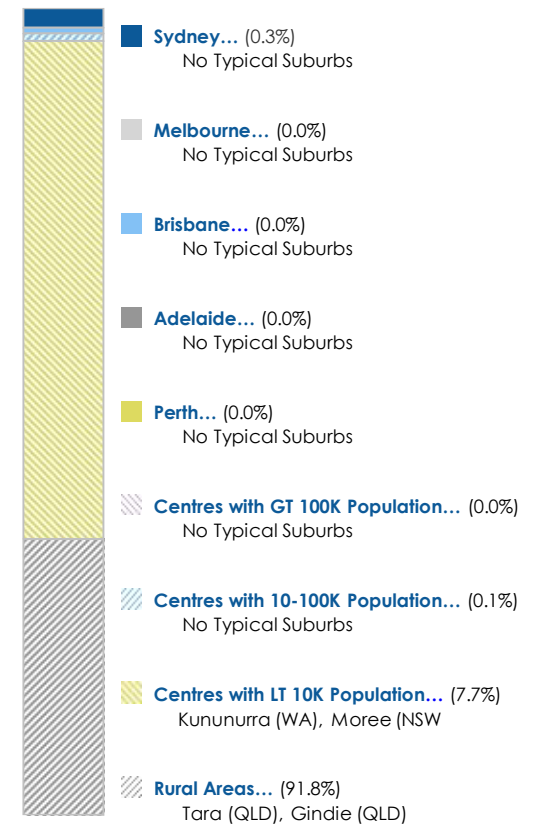 Sydney… (0.3%)
No Typical Suburbs
Melbourne… (0.0%)
No Typical Suburbs
Brisbane… (0.0%)
No Typical Suburbs
Adelaide… (0.0%)
No Typical Suburbs
Perth… (0.0%)
No Typical Suburbs
Centres with GT 100K Population… (0.0%)
No Typical Suburbs
Centres with 10-100K Population… (0.1%)
No Typical Suburbs
Centres with LT 10K Population… (7.7%)
Kununurra (WA), Moree (NSW
Rural Areas… (91.8%)
Tara (QLD), Gindie (QLD)